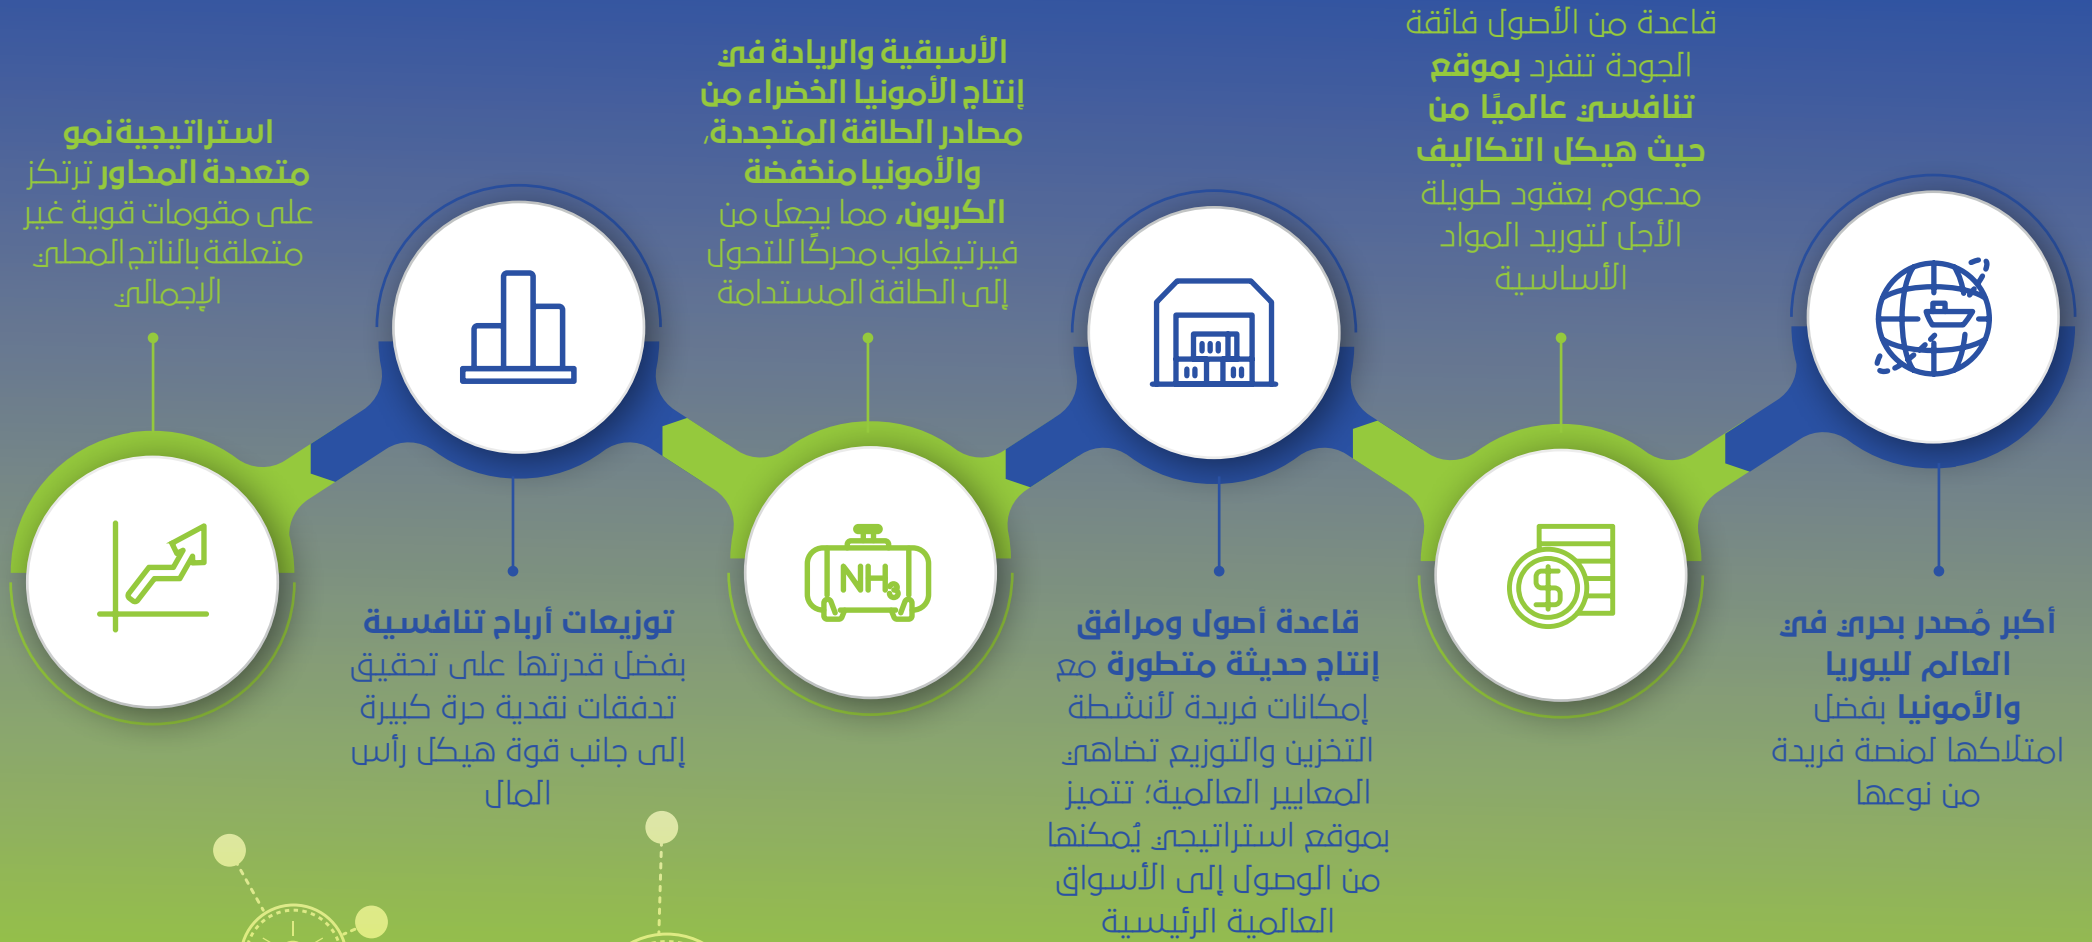 أكبر مُصدر بحري في
العالم لليوريا
والأمونيا بفضل
امتلاكها لمنصة فريدة
من نوعها
قاعدة من الأصول فائقة
الجودة تنفرد بموقع
تنافسي عالميًا من
حيث هيكل التكاليف
مدعوم بعقود طويلة
الأجل لتوريد المواد
الأساسية
$
قاعدة أصول ومرافق
إنتاج حديثة متطورة مع
إمكانات فريدة لأنشطة
التخزين والتوزيع تضاهي
المعايير العالمية؛ تتميز
بموقع استراتيجي يُمكنها
من الوصول إلى الأسواق
العالمية الرئيسية
الأسبقية والريادة في
إنتاج الأمونيا الخضراء من
مصادر الطاقة المتجددة،
والأمونيا منخفضة
الكربون، مما يجعل من
فيرتيغلوب محركًا للتحول
إلى الطاقة المستدامة
NH3
توزيعات أرباح تنافسية
بفضل قدرتها على تحقيق
تدفقات نقدية حرة كبيرة
إلى جانب قوة هيكل رأس
المال
استراتيجية نمو
متعددة المحاور ترتكز
على مقومات قوية غير
متعلقة بالناتج المحلي
الإجمالي